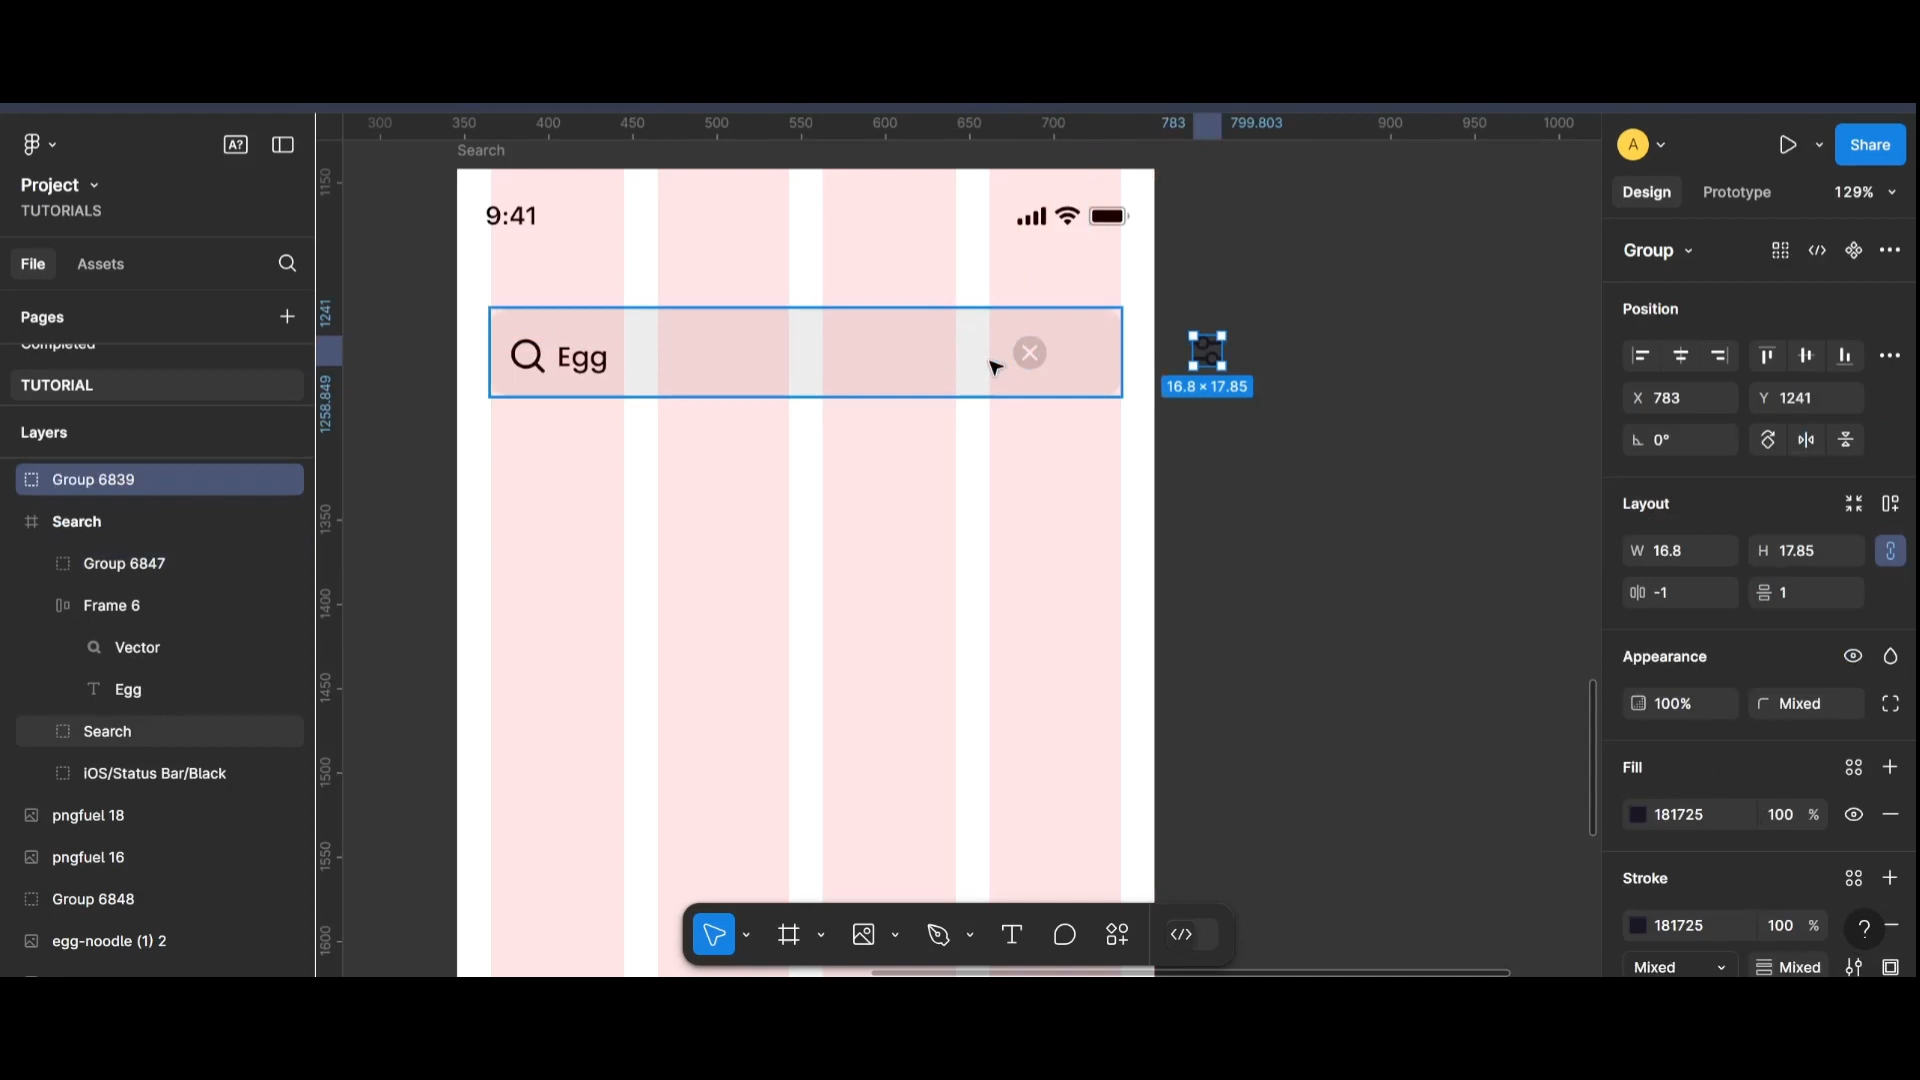 300 350 400 450 500 550 600 650 700 783 799.803 900 950 1000
A?
Project
TUTORIALS
File Assets
Pages
Completed
TUTORIAL
Layers
Group 6839
Search
Group 6847
Frame 6
Vector
Egg
Search
iOS/Status Bar/Black
pngfuel 18
pngfuel 16
Group 6848
egg-noodle (1) 2
1150
1241
1258.849
1350
1400
1450
1500
1550
1600
Search
9:41
Egg
16.8 × 17.85
A
Share
Design Prototype 129%
Group
Position
X 783 Y 1241
0°
Layout
W 16.8 H 17.85
-1 1
Appearance
100% Mixed
Fill
181725 100 %
Stroke
181725 100 %
?
Mixed Mixed